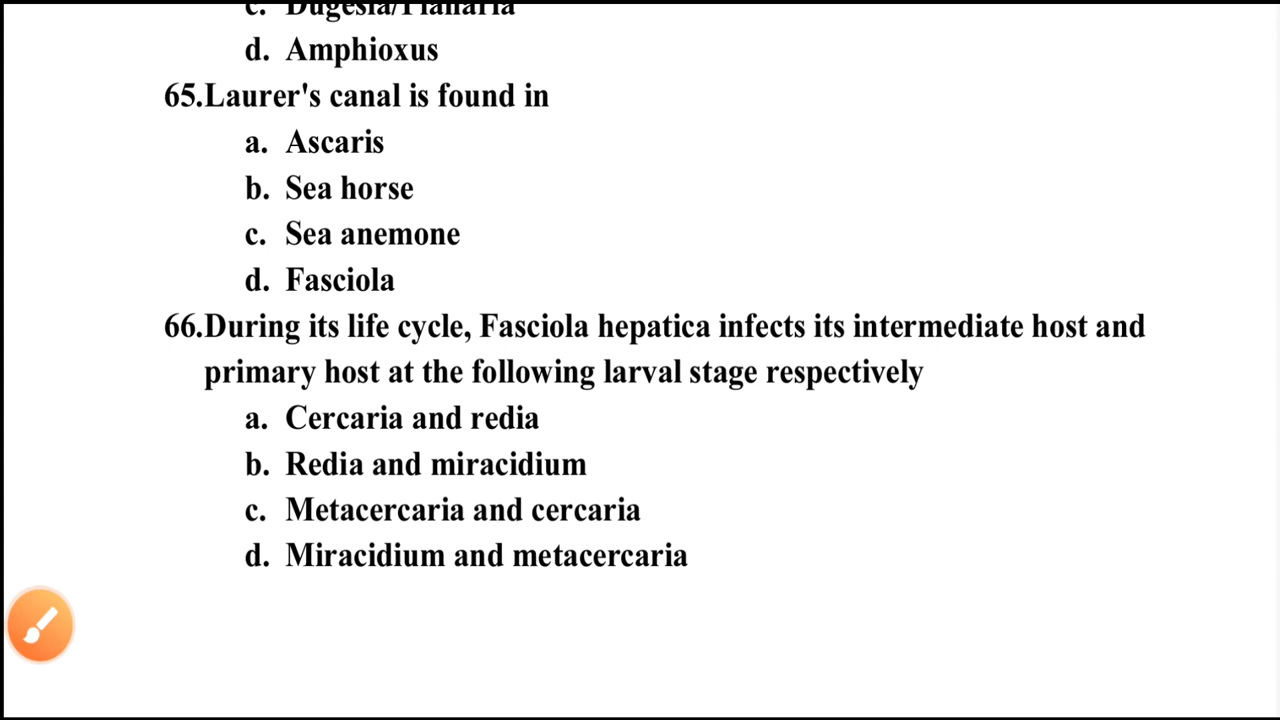 c. Dugesia/Planaria
d. Amphioxus
65.Laurer's canal is found in
a. Ascaris
b. Sea horse
c. Sea anemone
d. Fasciola
66.During its life cycle, Fasciola hepatica infects its intermediate host and
primary host at the following larval stage respectively
a. Cercaria and redia
b. Redia and miracidium
c. Metacercaria and cercaria
d. Miracidium and metacercaria